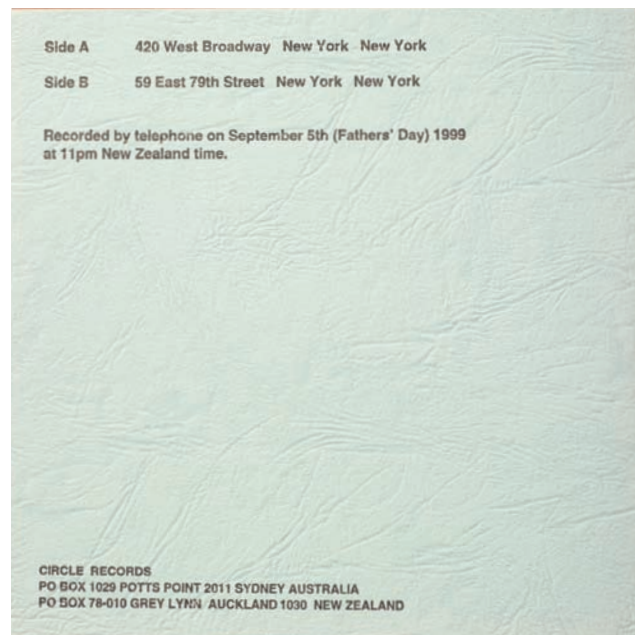 Side A 420 West Broadway New York New York
Side B 59 East 79th Street New York New York
Recorded by telephone on September 5th (Fathers' Day) 1999
at 11pm New Zealand time.
CIRCLE RECORDS
PO BOX 1029 POTTS POINT 2011 SYDNEY AUSTRALIA
PO BOX 78-010 GREY LYNN AUCKLAND 1030 NEW ZEALAND